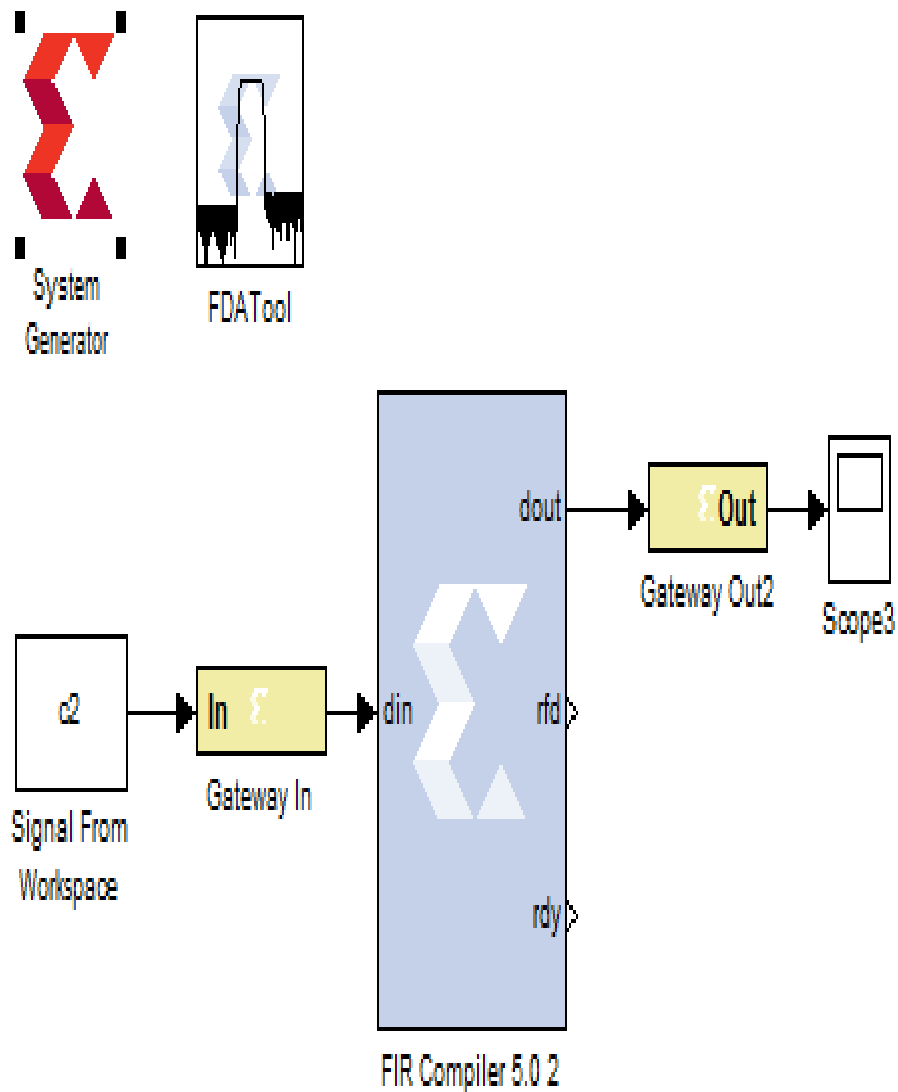 System
Generator
FDATool
dout
Out
Gateway Out2
Scope3
c2
In
din
rfd
Gateway In
Signal From
Workspace
rdy
FIR Compiler 5.0 2